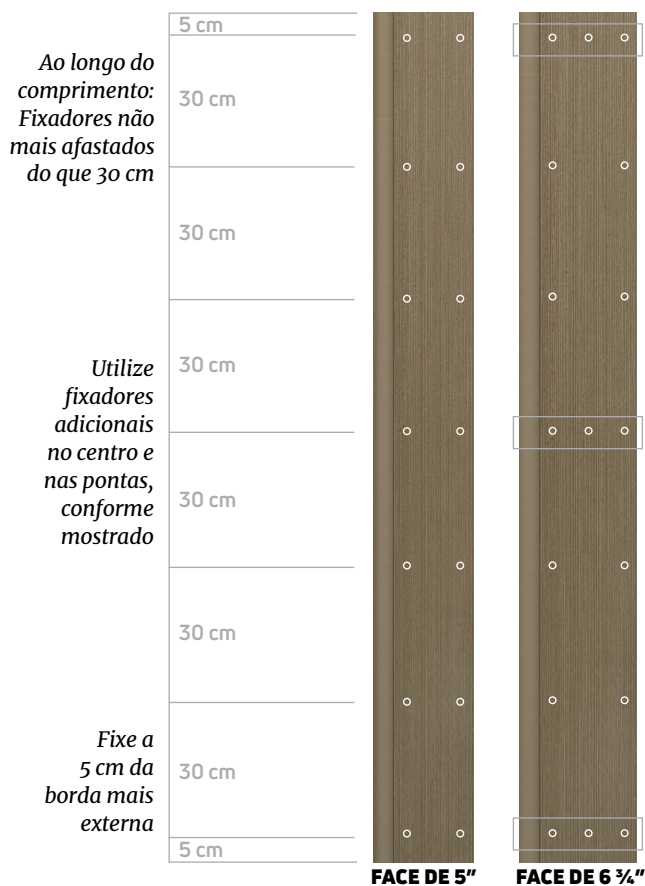 5 cm
Ao longo do
comprimento:
Fixadores não
mais afastados
do que 30 cm
30 cm
30 cm
Utilize
fixadores
adicionais
no centro e
nas pontas,
conforme
mostrado
30 cm
30 cm
30 cm
Fixe a
5 cm da
borda mais
externa
30 cm
5 cm
FACE DE 5”
FACE DE 6 ¾”